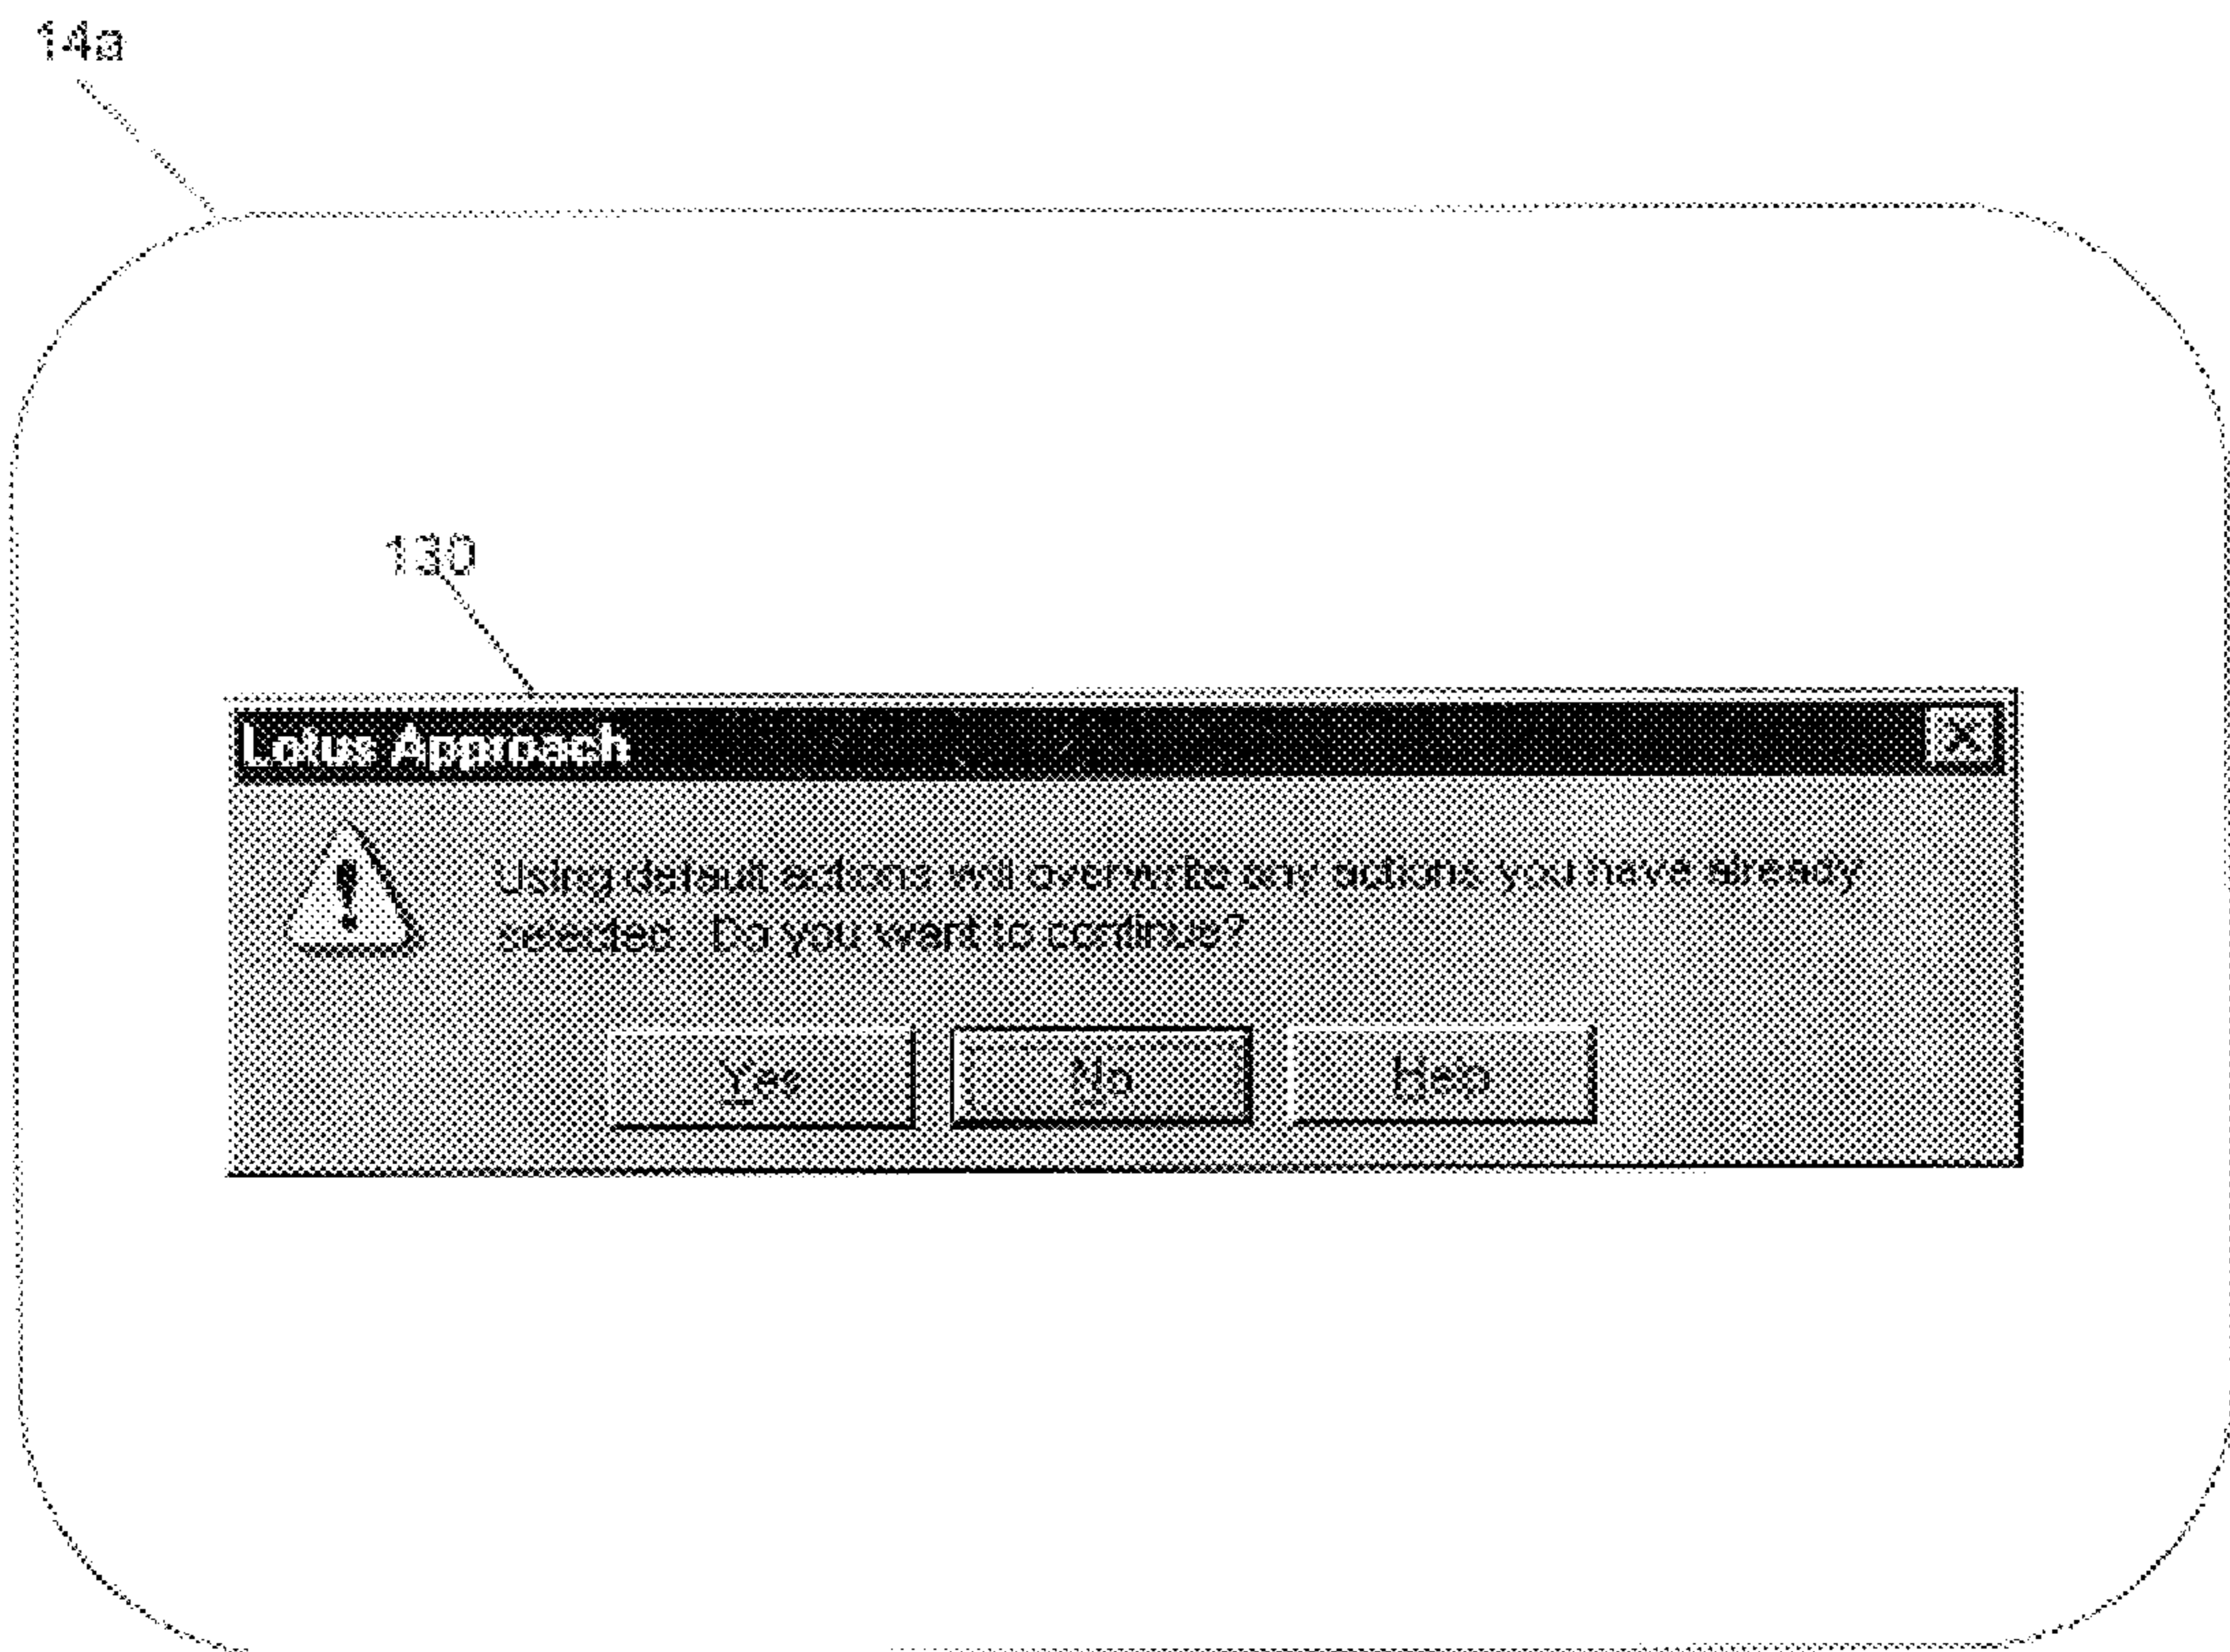 14a
130
Lotus Approach
Using default actions will overwrite any actions you have already
selected. Do you want to continue?
Yes
No
Help